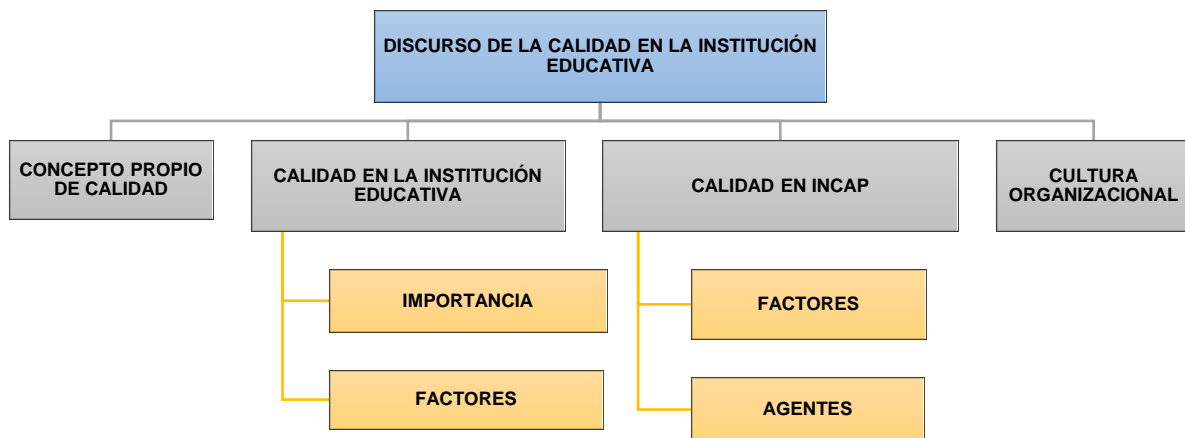 DISCURSO DE LA CALIDAD EN LA INSTITUCIÓN
EDUCATIVA
CONCEPTO PROPIO
DE CALIDAD
CALIDAD EN LA INSTITUCIÓN
EDUCATIVA
CALIDAD EN INCAP
CULTURA
ORGANIZACIONAL
IMPORTANCIA
FACTORES
FACTORES
AGENTES